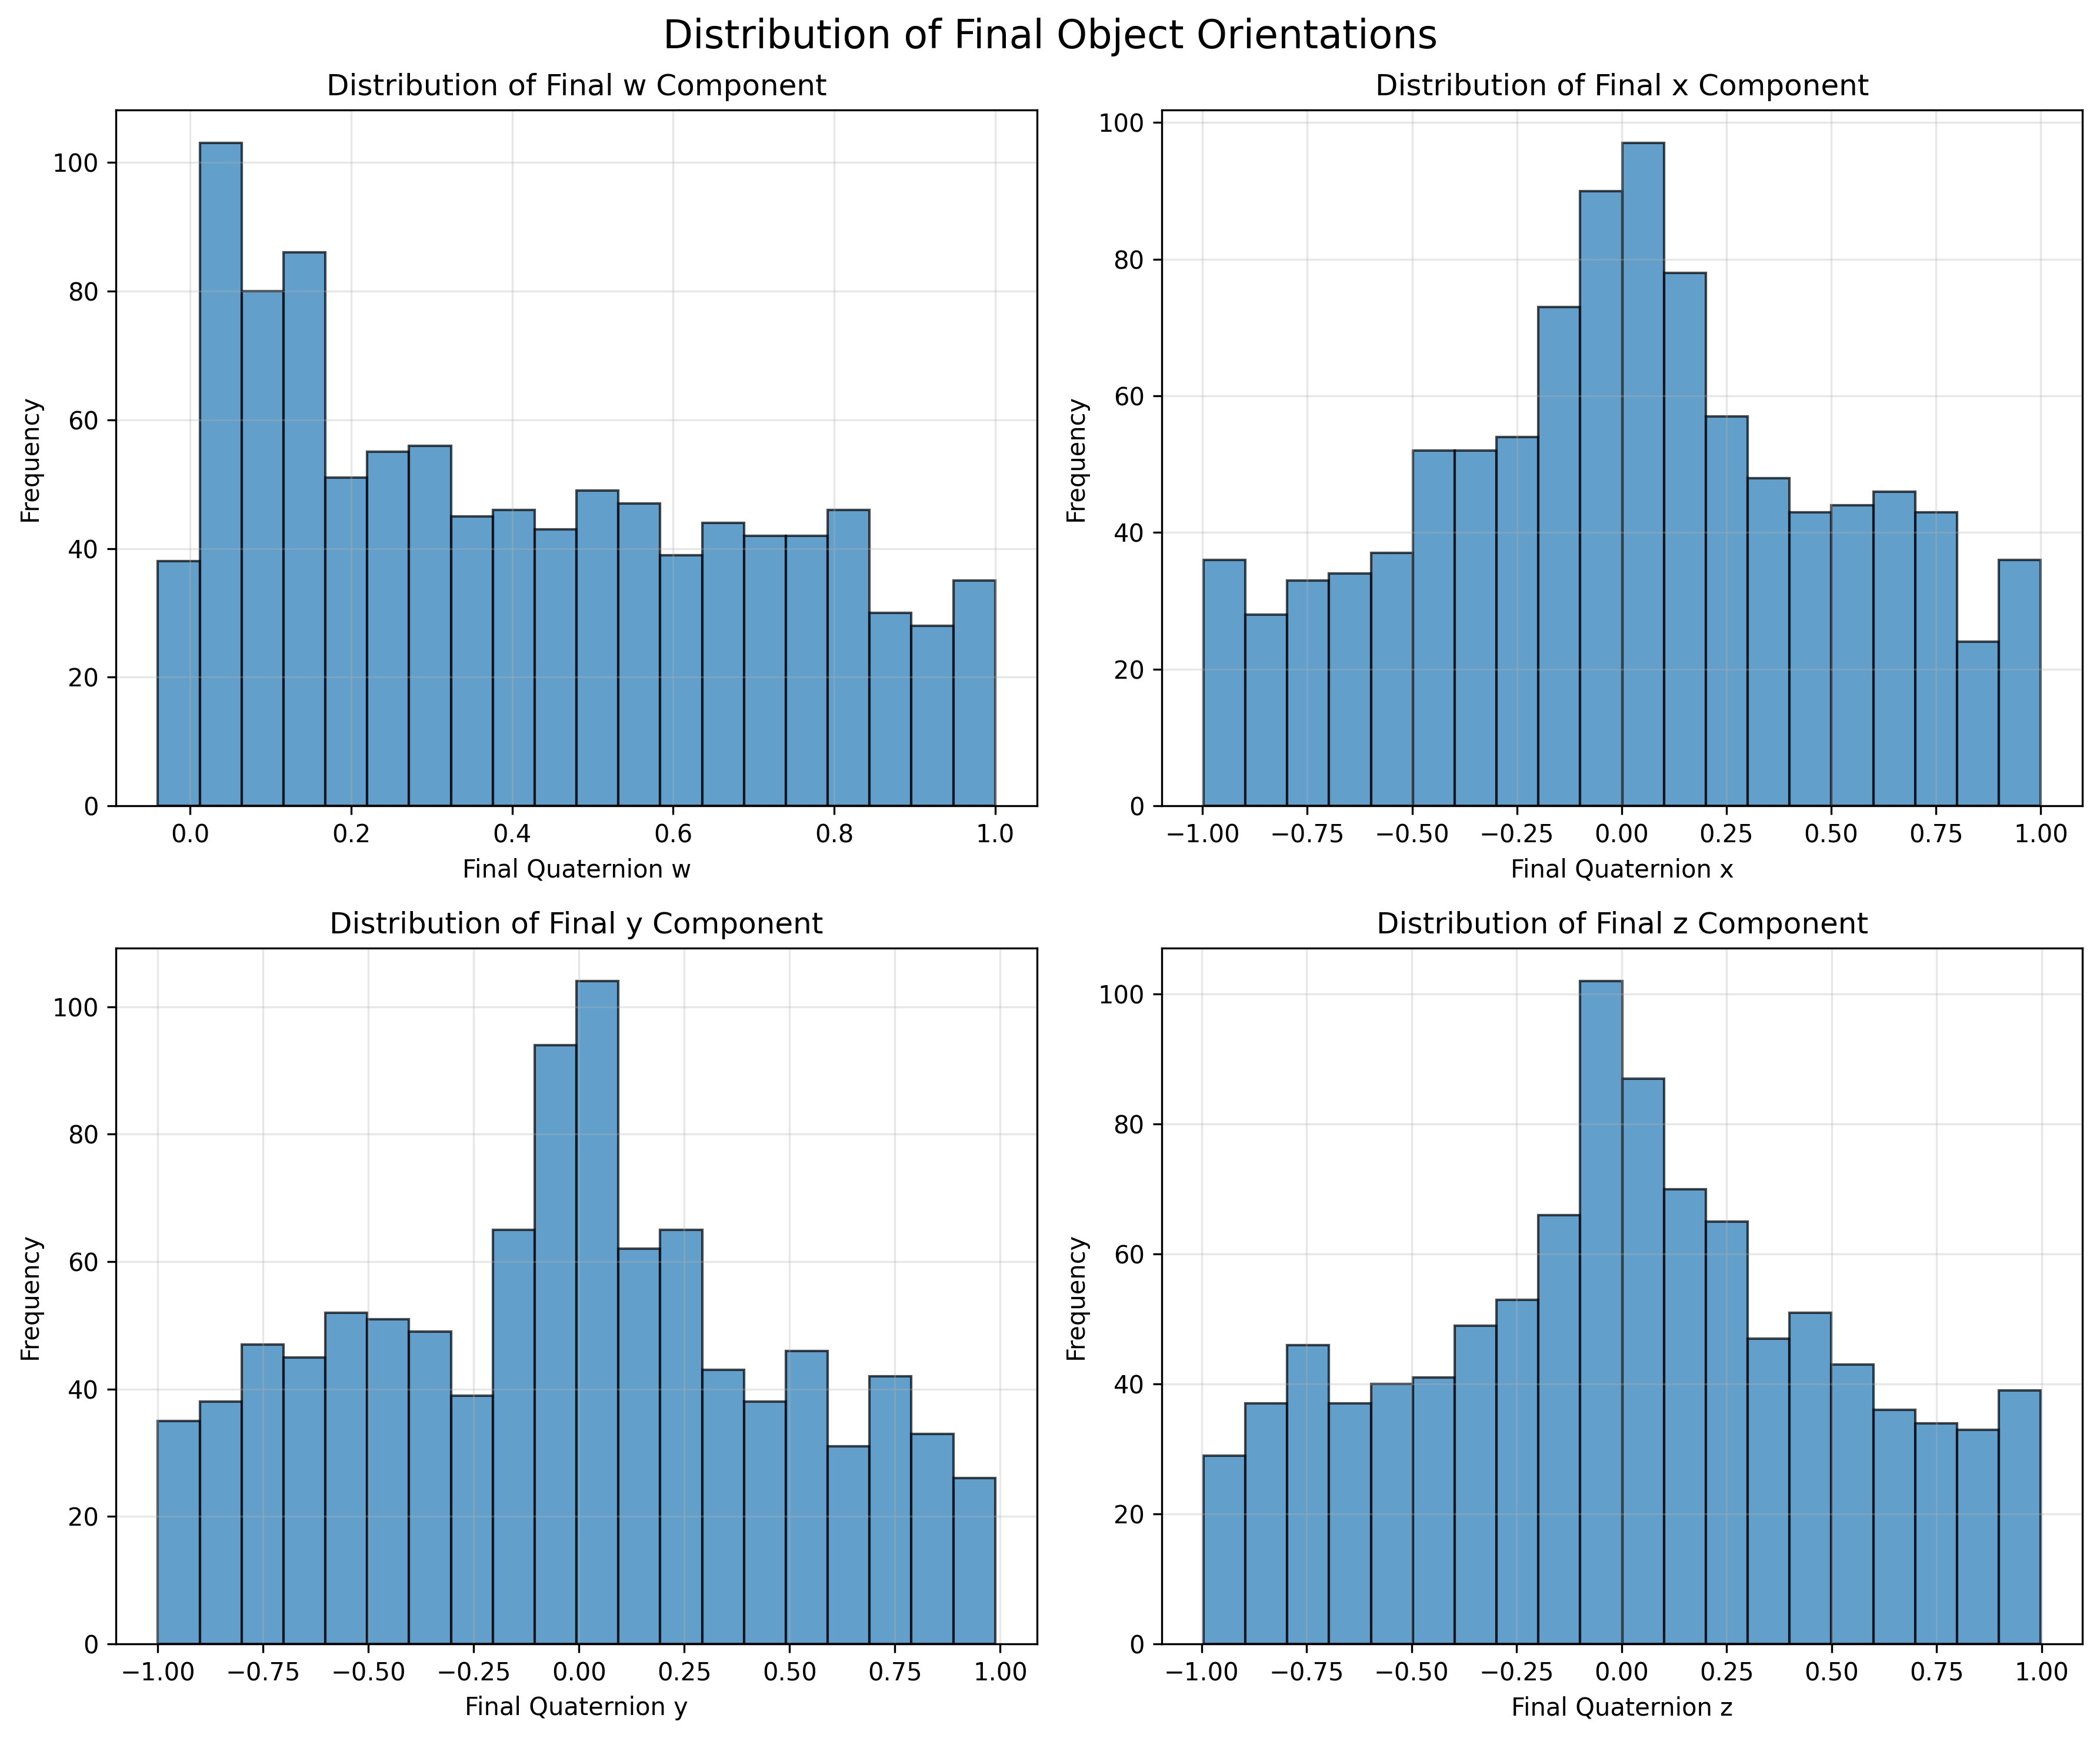 Distribution of Final Object Orientations
Distribution of Final w Component
Frequency
100
80
60
40
20
0
0.0 0.2 0.4 0.6 0.8 1.0
Final Quaternion w
Distribution of Final x Component
Frequency
100
80
60
40
20
0
−1.00 −0.75 −0.50 −0.25 0.00 0.25 0.50 0.75 1.00
Final Quaternion x
Distribution of Final y Component
Frequency
100
80
60
40
20
0
−1.00 −0.75 −0.50 −0.25 0.00 0.25 0.50 0.75 1.00
Final Quaternion y
Distribution of Final z Component
Frequency
100
80
60
40
20
0
−1.00 −0.75 −0.50 −0.25 0.00 0.25 0.50 0.75 1.00
Final Quaternion z